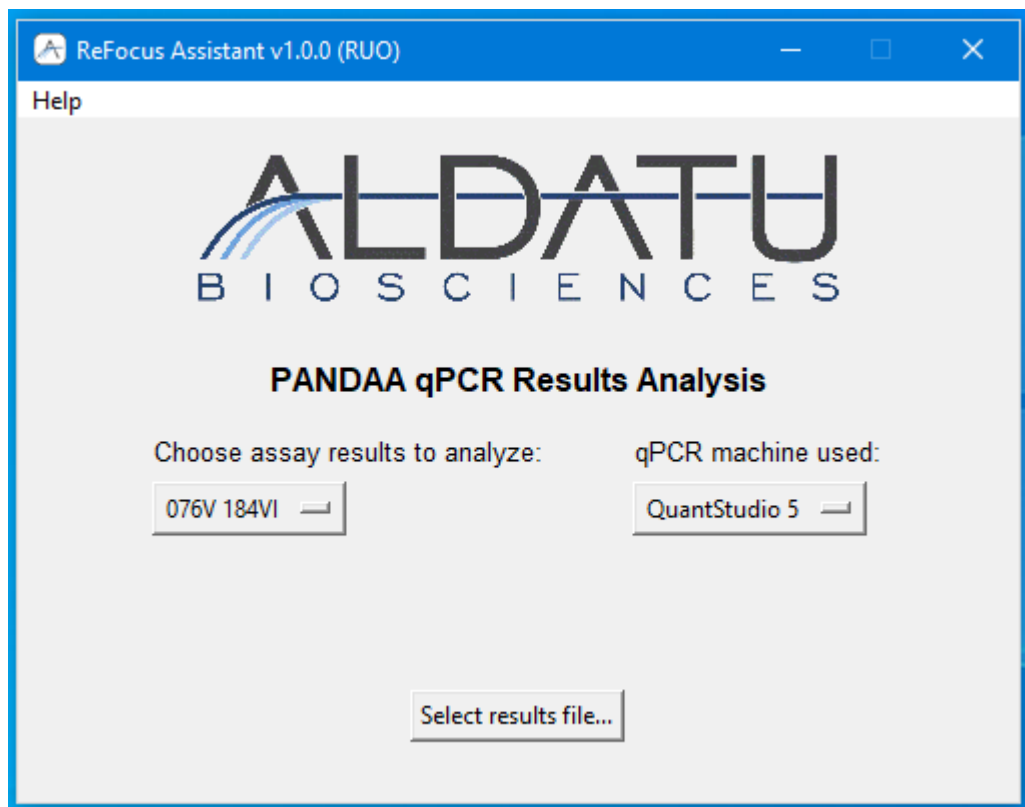 ReFocus Assistant v1.0.0 (RUO)
Help
ALDATU
BIOSCIENCES
PANDAA qPCR Results Analysis
Choose assay results to analyze: qPCR machine used:
076V 184VI QuantStudio 5
Select results file...